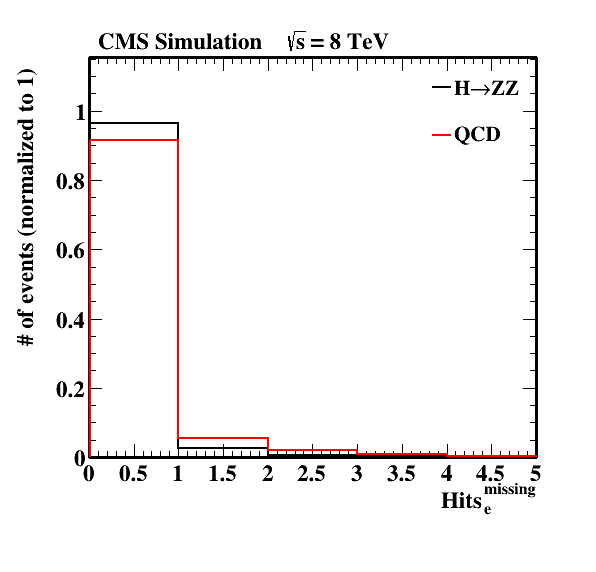 CMS Simulation √s = 8 TeV
# of events (normalized to 1)
H→ZZ
QCD
1
0.8
0.6
0.4
0.2
0
0 0.5 1 1.5 2 2.5 3 3.5 4 4.5 5
Hits_e^missing